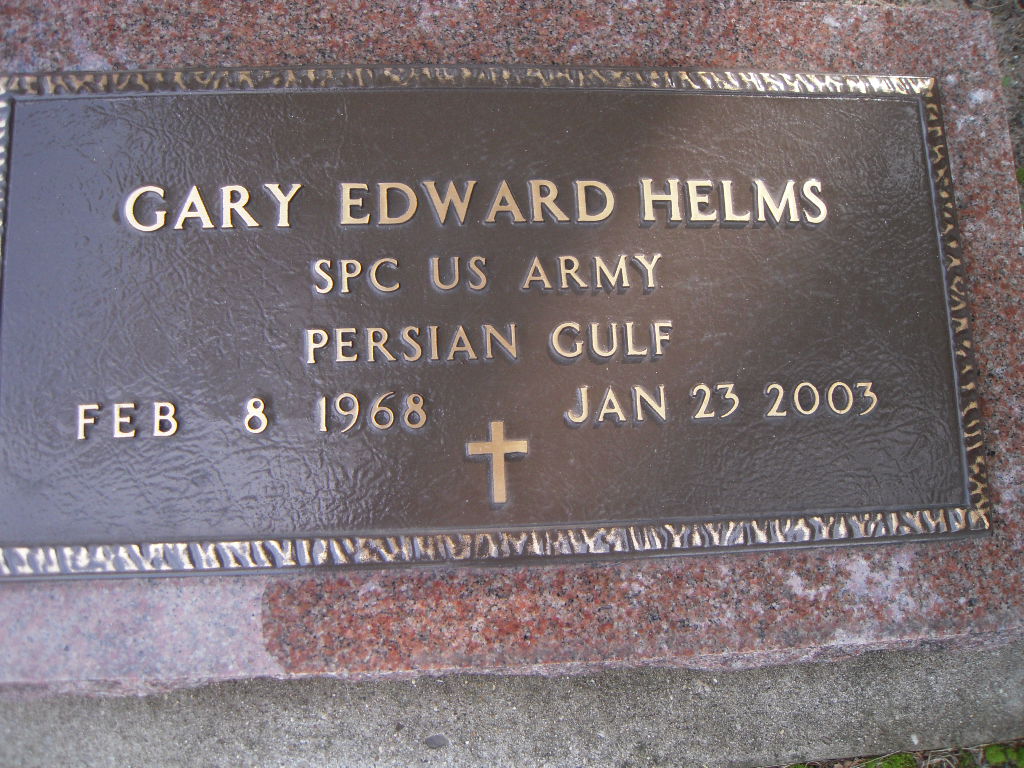 GARY EDWARD HELMS
SPC US ARMY
PERSIAN GULF
FEB 8 1968 JAN 23 2003